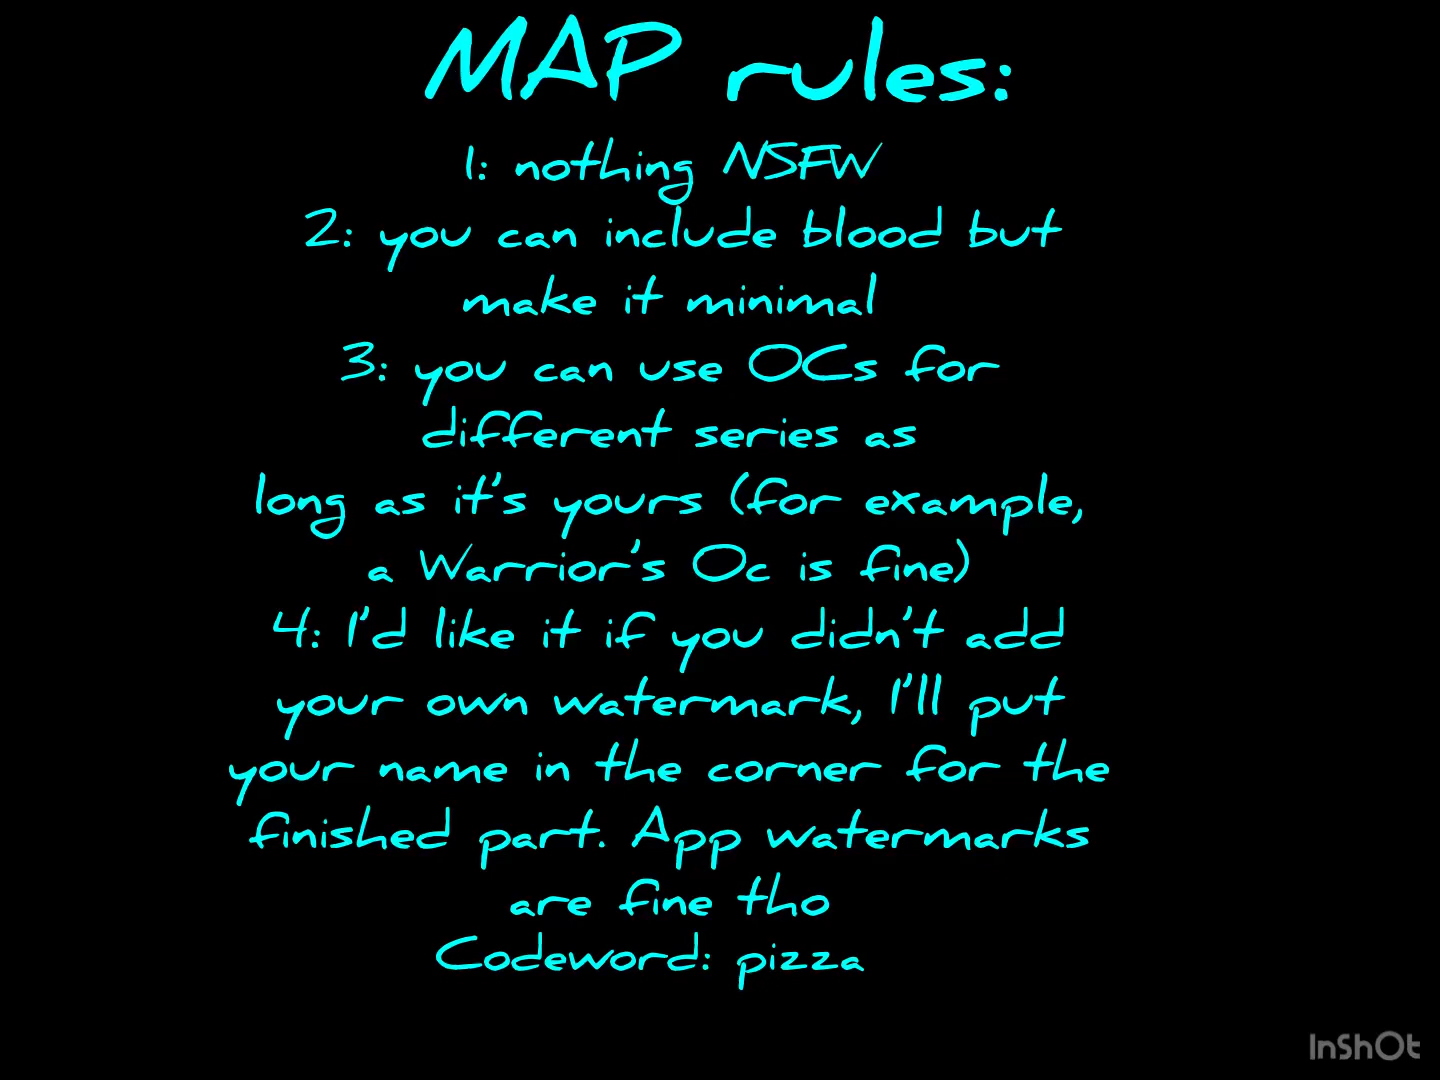 MAP rules:
1: nothing NSFW
2: you can include blood but
make it minimal
3: you can use OCs for
different series as
long as it's yours (for example,
a Warrior's Oc is fine)
4: I'd like it if you didn't add
your own watermark, I'll put
your name in the corner for the
finished part. App watermarks
are fine tho
Codeword: pizza
InShOt